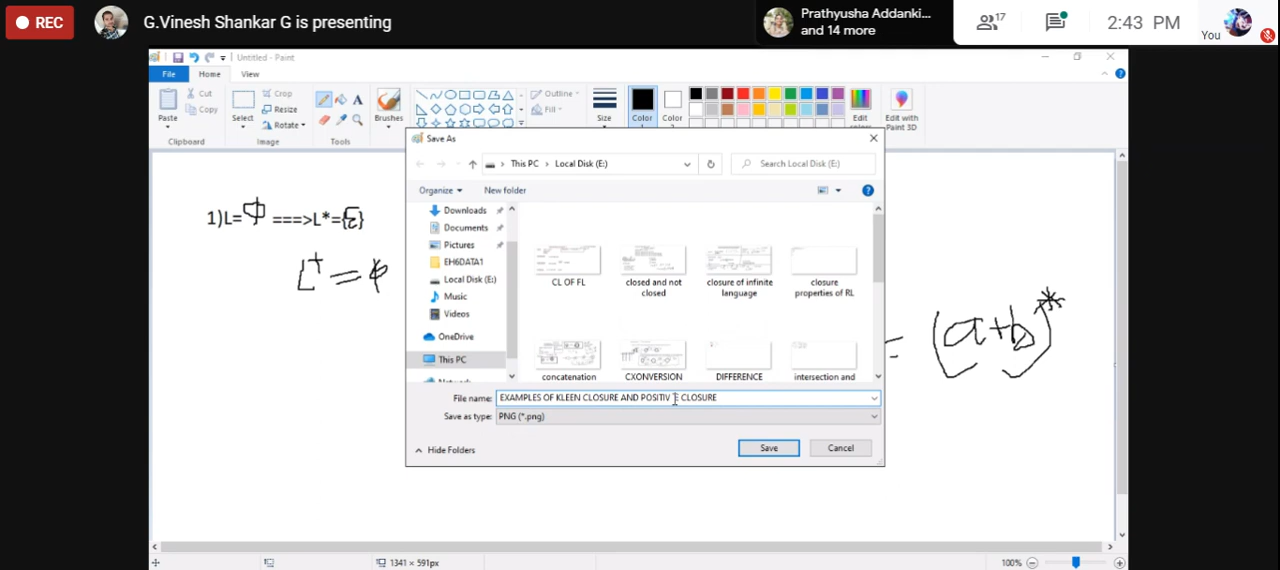 REC
G.Vinesh Shankar G is presenting
Prathyusha Addanki...
and 14 more
17
2:43 PM
You
Untitled - Paint
File Home View
Paste
Cut
Copy
Clipboard
Select
Crop
Resize
Rotate
Image
Tools
Brushes
Outline
Fill
Size
Color
1
Color
Edit
Edit with
Paint 3D
Save As
This PC > Local Disk (E:)
Search Local Disk (E:)
Organize
New folder
Downloads
Documents
Pictures
EH6DATA1
Local Disk (E:)
Music
Videos
OneDrive
This PC
CL OF FL
closed and not
closed
closure of infinite
language
closure
properties of RL
concatenation
CXONVERSION
DIFFERENCE
intersection and
File name: EXAMPLES OF KLEEN CLOSURE AND POSITIV E CLOSURE
Save as type: PNG (*.png)
Hide Folders
Save
Cancel
1)L=ф ===>L*={ε}
L+ = ф
= (a+b)*
1341 × 591px
100%